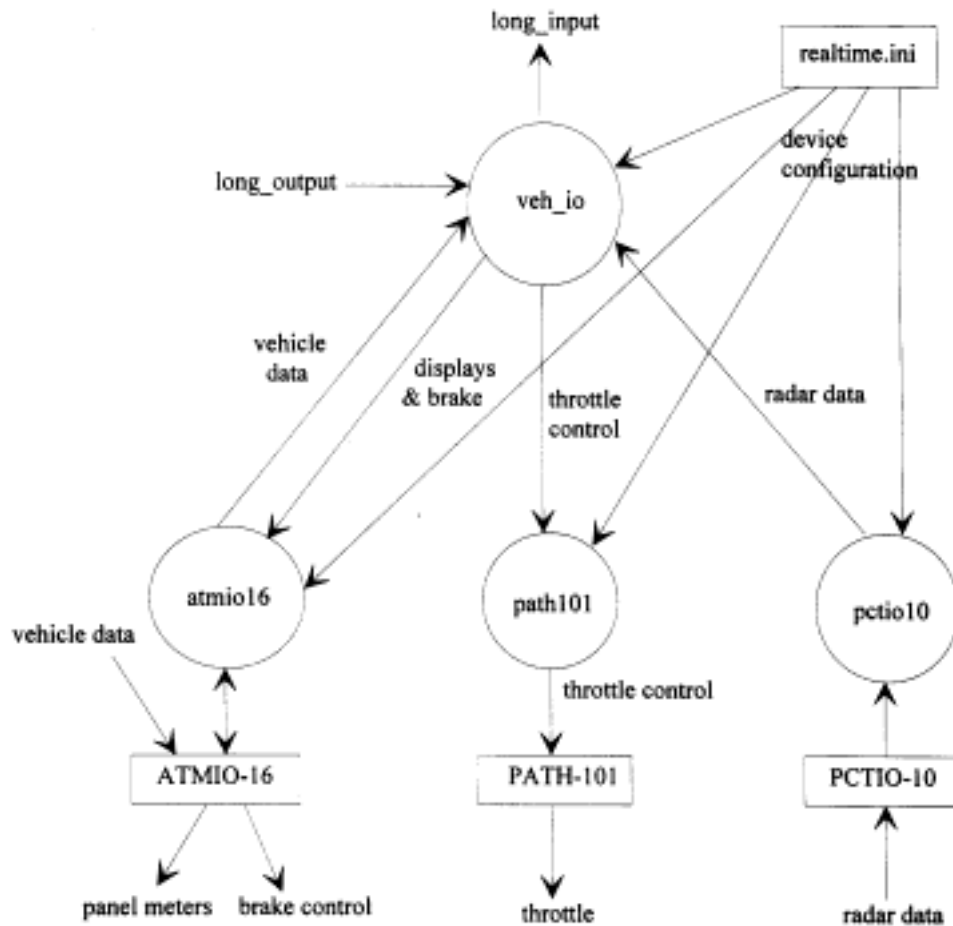 long_input
realtime.ini
device
configuration
long_output
veh_io
vehicle
data
displays
& brake
throttle
control
radar data
atmio16
path101
pctio10
vehicle data
throttle control
ATMIO-16
PATH-101
PCTIO-10
panel meters
brake control
throttle
radar data